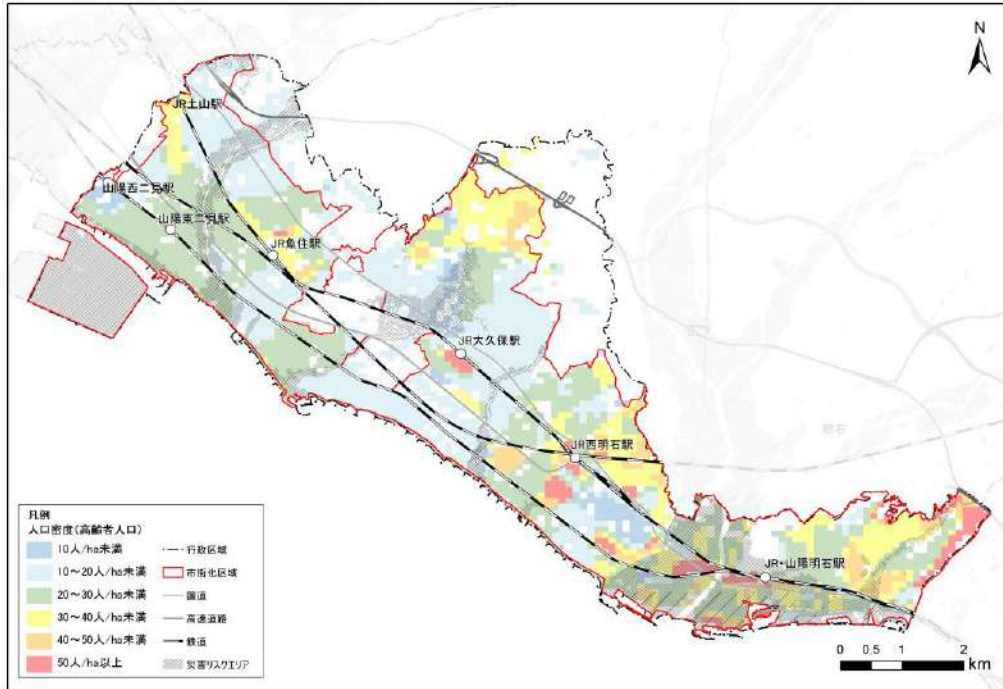 N
JR土山駅
山陽西二見駅
山陽東二見駅
JR魚住駅
JR大久保駅
明石
JR西明石駅
JR・山陽明石駅
凡例
人口密度(高齢者人口)
10人/ha未満
10～20人/ha未満
20～30人/ha未満
30～40人/ha未満
40～50人/ha未満
50人/ha以上
行政区域
市街化区域
国道
高速道路
鉄道
災害リスクエリア
0 0.5 1 2
km